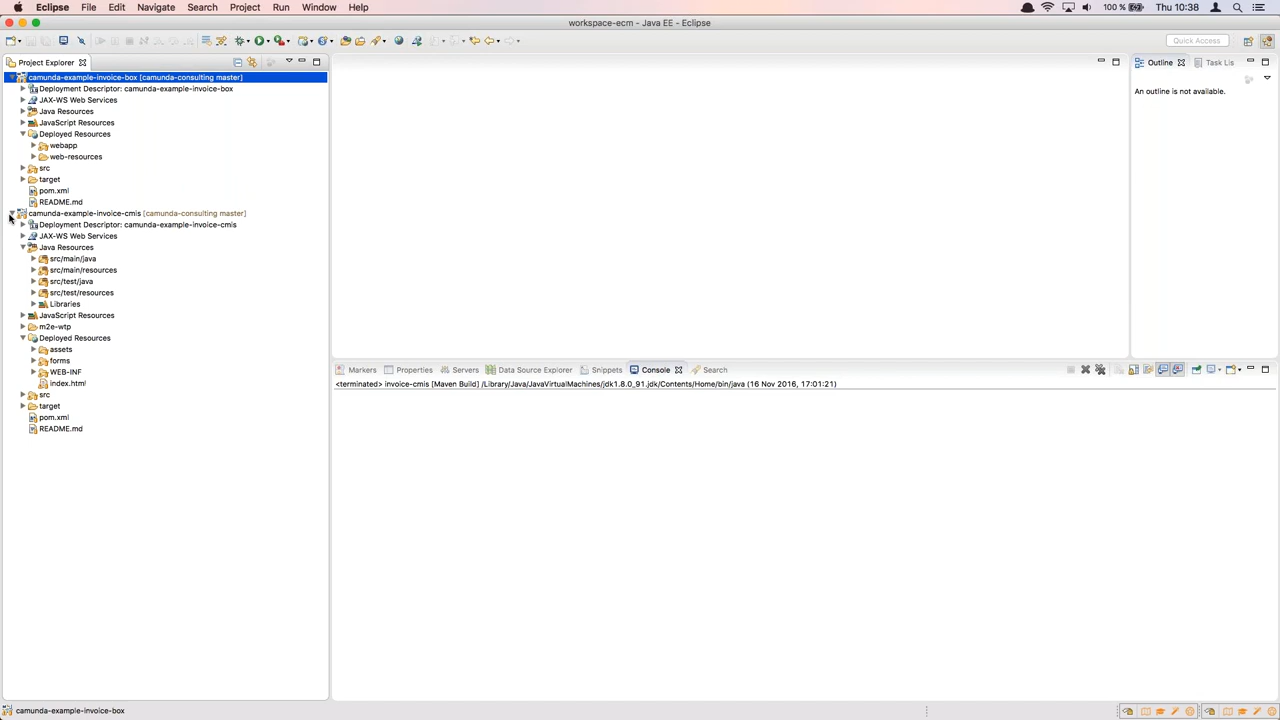 Eclipse File Edit Navigate Search Project Run Window Help 100 % Thu 10:38
workspace-ecm - Java EE - Eclipse
Quick Access
Project Explorer
camunda-example-invoice-box [camunda-consulting master]
Deployment Descriptor: camunda-example-invoice-box
JAX-WS Web Services
Java Resources
JavaScript Resources
Deployed Resources
webapp
web-resources
src
target
pom.xml
README.md
camunda-example-invoice-cmis [camunda-consulting master]
Deployment Descriptor: camunda-example-invoice-cmis
JAX-WS Web Services
Java Resources
src/main/java
src/main/resources
src/test/java
src/test/resources
Libraries
JavaScript Resources
m2e-wtp
Deployed Resources
assets
forms
WEB-INF
index.html
src
target
pom.xml
README.md
Outline Task Lis
An outline is not available.
Markers Properties Servers Data Source Explorer Snippets Console Search
<terminated> invoice-cmis [Maven Build] /Library/Java/JavaVirtualMachines/jdk1.8.0_91.jdk/Contents/Home/bin/java (16 Nov 2016, 17:01:21)
camunda-example-invoice-box